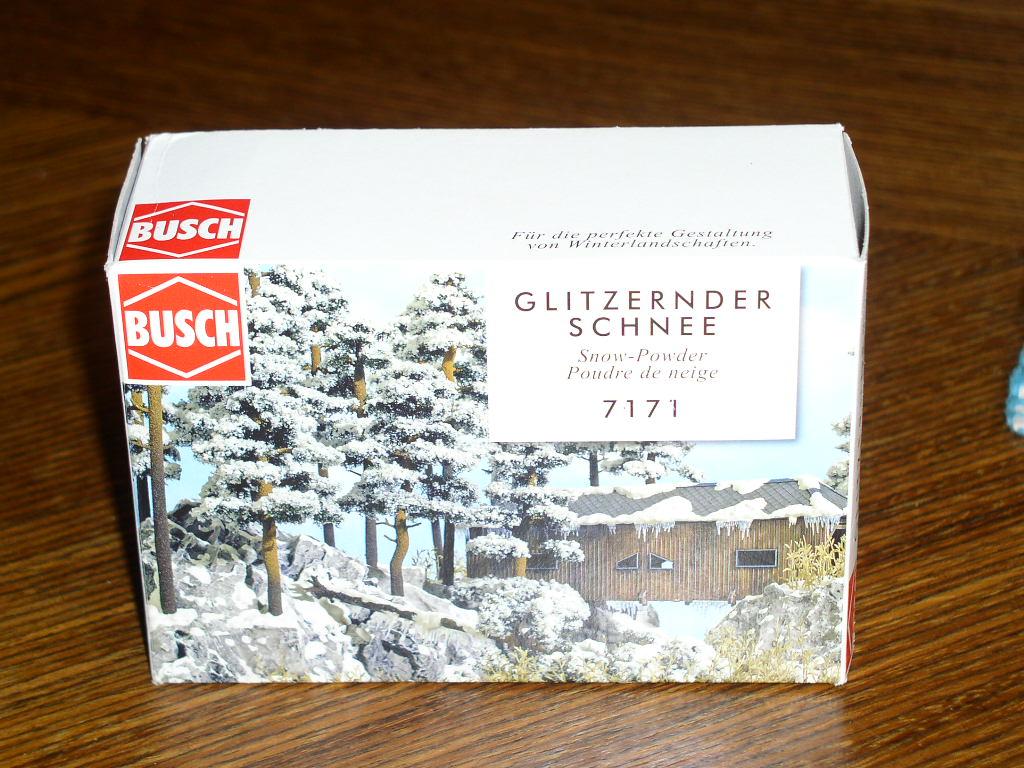 BUSCH
Für die perfekte Gestaltung
von Winterlandschaften.
BUSCH
GLITZERNDER
SCHNEE
Snow-Powder
Poudre de neige
7171